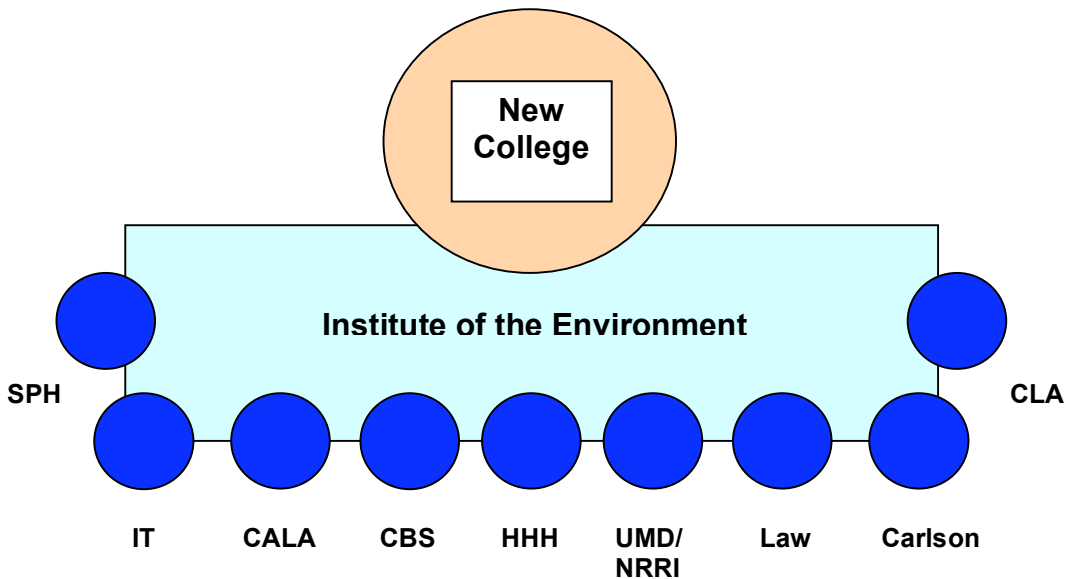 New
College
Institute of the Environment
SPH
CLA
IT
CALA
CBS
HHH
UMD/
NRRI
Law
Carlson